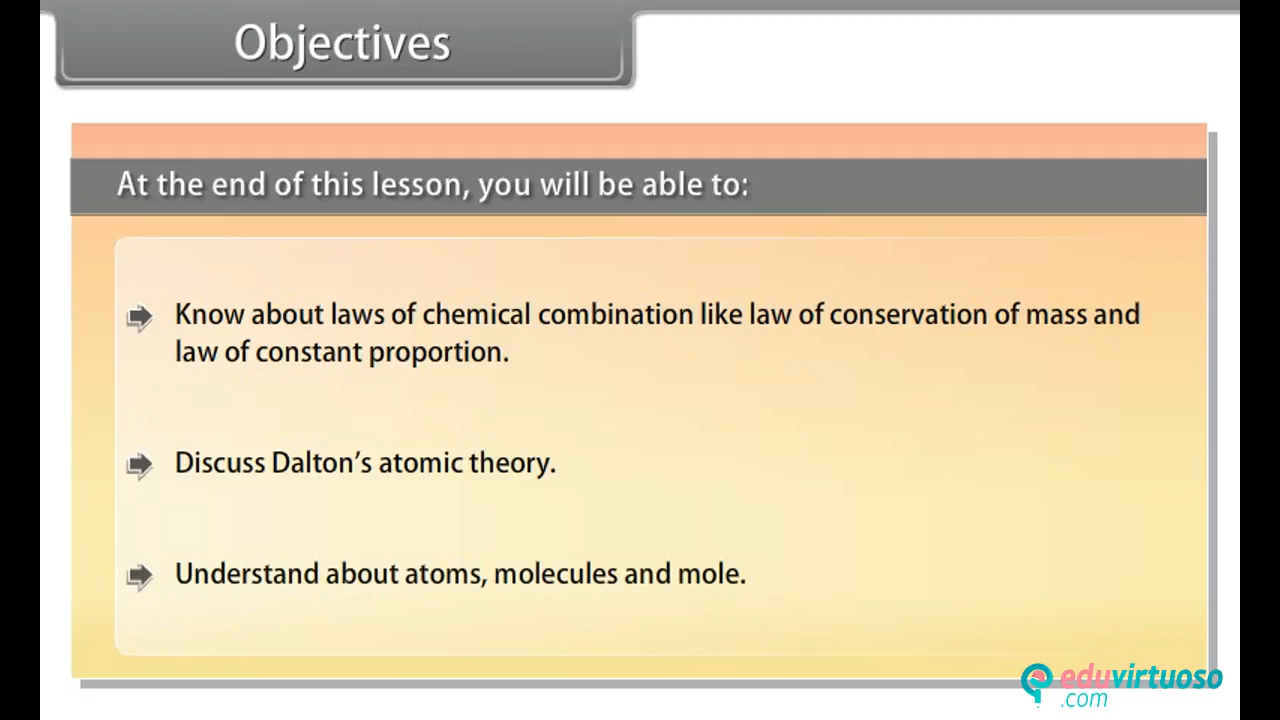 Objectives
At the end of this lesson, you will be able to:
Know about laws of chemical combination like law of conservation of mass and
law of constant proportion.
Discuss Dalton’s atomic theory.
Understand about atoms, molecules and mole.
eduvirtuoso
.com